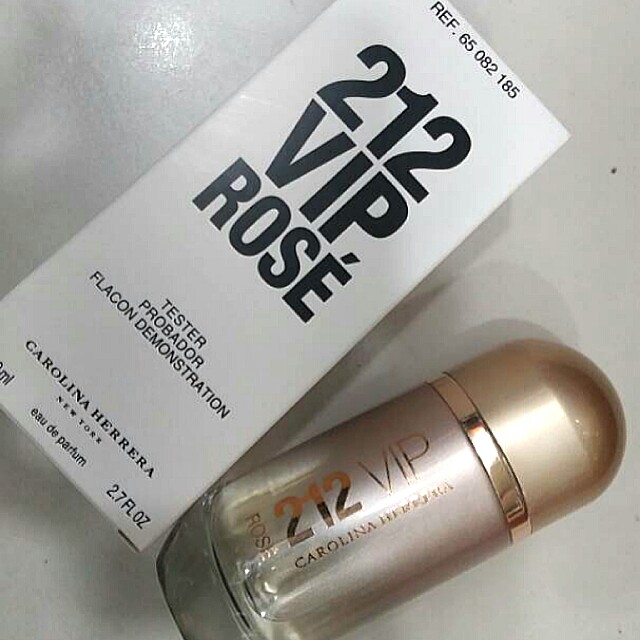 REF. 65 082 185
212
VIP
ROSÉ
TESTER
PROBADOR
FLACON DEMONSTRATION
CAROLINA HERRERA
NEW YORK
eau de parfum
2.7 FL OZ
212 VIP
ROSÉ
CAROLINA HERRERA